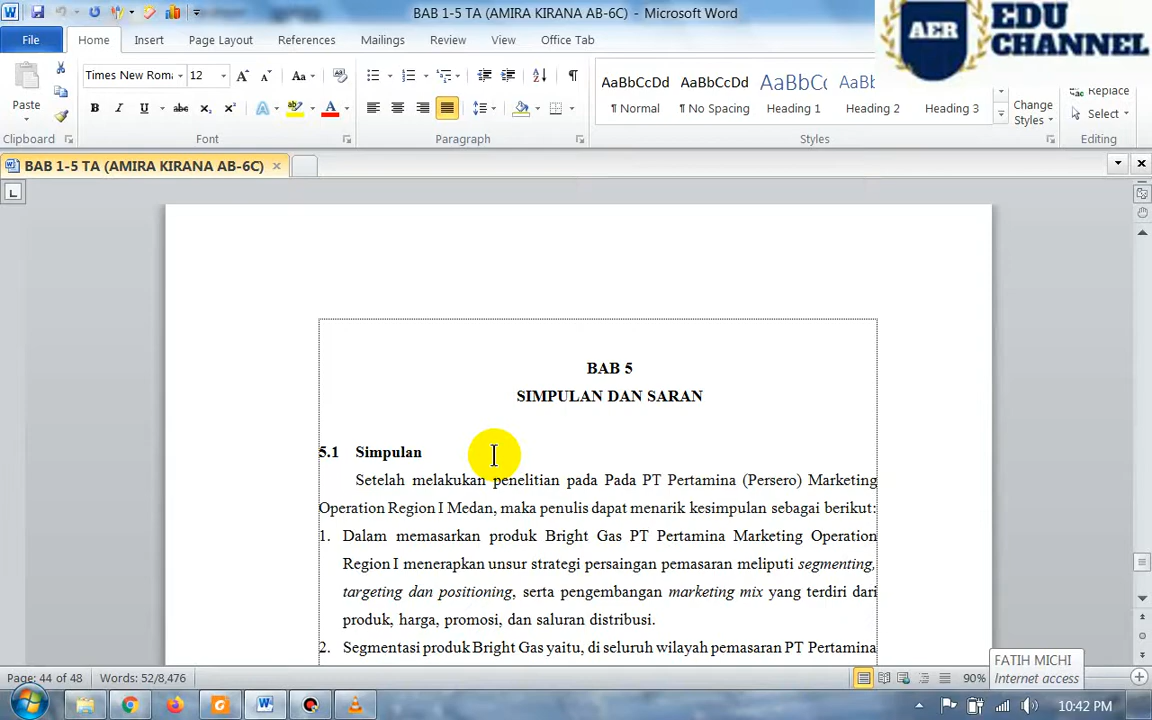 BAB 1-5 TA (AMIRA KIRANA AB-6C) - Microsoft Word
AER
EDU
CHANNEL
File Home Insert Page Layout References Mailings Review View Office Tab
Times New Roma 12
AaBbCcDd AaBbCcDd AaBbCc AaBb
Replace
Paste
¶ Normal ¶ No Spacing Heading 1 Heading 2 Heading 3
Change
Styles
Select
Clipboard Font Paragraph Styles Editing
BAB 1-5 TA (AMIRA KIRANA AB-6C)
BAB 5
SIMPULAN DAN SARAN
5.1 Simpulan
Setelah melakukan penelitian pada Pada PT Pertamina (Persero) Marketing
Operation Region I Medan, maka penulis dapat menarik kesimpulan sebagai berikut:
1. Dalam memasarkan produk Bright Gas PT Pertamina Marketing Operation
Region I menerapkan unsur strategi persaingan pemasaran meliputi segmenting,
targeting dan positioning, serta pengembangan marketing mix yang terdiri dari
produk, harga, promosi, dan saluran distribusi.
2. Segmentasi produk Bright Gas yaitu, di seluruh wilayah pemasaran PT Pertamina
FATIH MICHI
Internet access
Page: 44 of 48 Words: 52/8,476 90%
10:42 PM